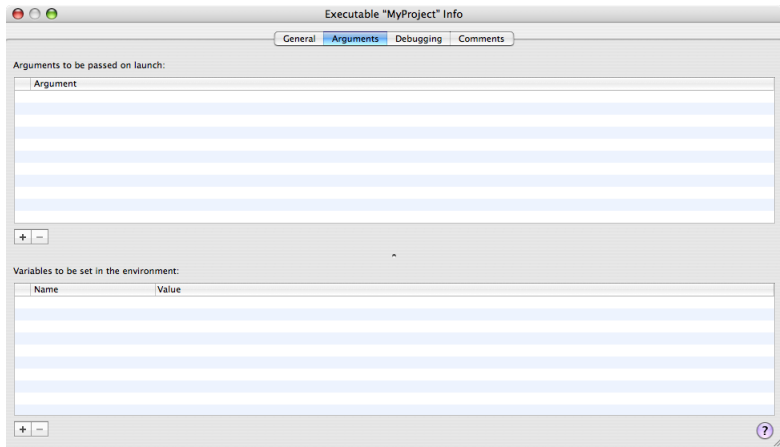 Executable “MyProject” Info
General Arguments Debugging Comments
Arguments to be passed on launch:
Argument
+ −
Variables to be set in the environment:
Name Value
+ −
?